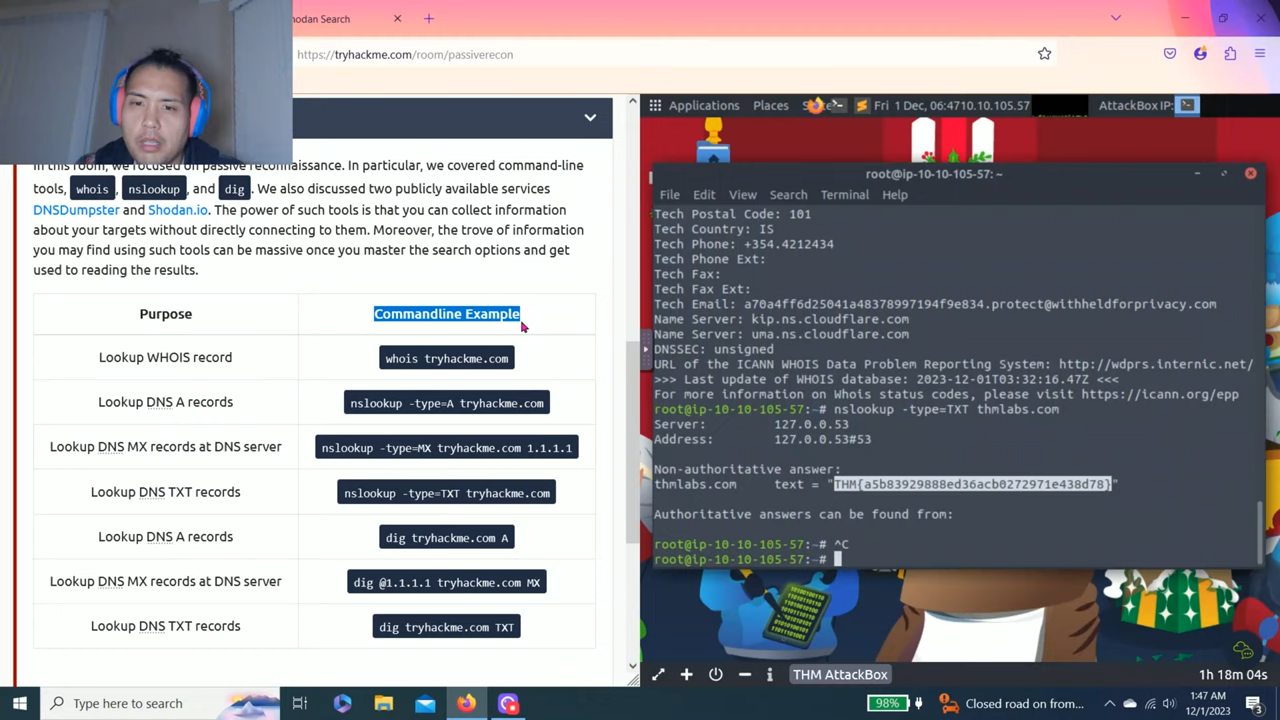 hodan Search
https://tryhackme.com/room/passiverecon
In this room, we focused on passive reconnaissance. In particular, we covered command-line
tools, whois, nslookup, and dig. We also discussed two publicly available services
DNSDumpster and Shodan.io. The power of such tools is that you can collect information
about your targets without directly connecting to them. Moreover, the trove of information
you may find using such tools can be massive once you master the search options and get
used to reading the results.
Purpose Commandline Example
Lookup WHOIS record whois tryhackme.com
Lookup DNS A records nslookup -type=A tryhackme.com
Lookup DNS MX records at DNS server nslookup -type=MX tryhackme.com 1.1.1.1
Lookup DNS TXT records nslookup -type=TXT tryhackme.com
Lookup DNS A records dig tryhackme.com A
Lookup DNS MX records at DNS server dig @1.1.1.1 tryhackme.com MX
Lookup DNS TXT records dig tryhackme.com TXT
Applications Places Fri 1 Dec, 06:47 10.10.105.57 AttackBox IP:
root@ip-10-10-105-57: ~
File Edit View Search Terminal Help
Tech Postal Code: 101
Tech Country: IS
Tech Phone: +354.4212434
Tech Phone Ext:
Tech Fax:
Tech Fax Ext:
Tech Email: a70a4ff6d25041a48378997194f9e834.protect@withheldforprivacy.com
Name Server: kip.ns.cloudflare.com
Name Server: uma.ns.cloudflare.com
DNSSEC: unsigned
URL of the ICANN WHOIS Data Problem Reporting System: http://wdprs.internic.net/
>>> Last update of WHOIS database: 2023-12-01T03:32:16.47Z <<<
For more information on Whois status codes, please visit https://icann.org/epp
root@ip-10-10-105-57:~# nslookup -type=TXT thmlabs.com
Server: 127.0.0.53
Address: 127.0.0.53#53
Non-authoritative answer:
thmlabs.com text = "THM{a5b83929888ed36acb0272971e438d78}"
Authoritative answers can be found from:
root@ip-10-10-105-57:~# ^C
root@ip-10-10-105-57:~#
THM AttackBox
1h 18m 04s
Type here to search
98%
Closed road on from...
1:47 AM
12/1/2023
3